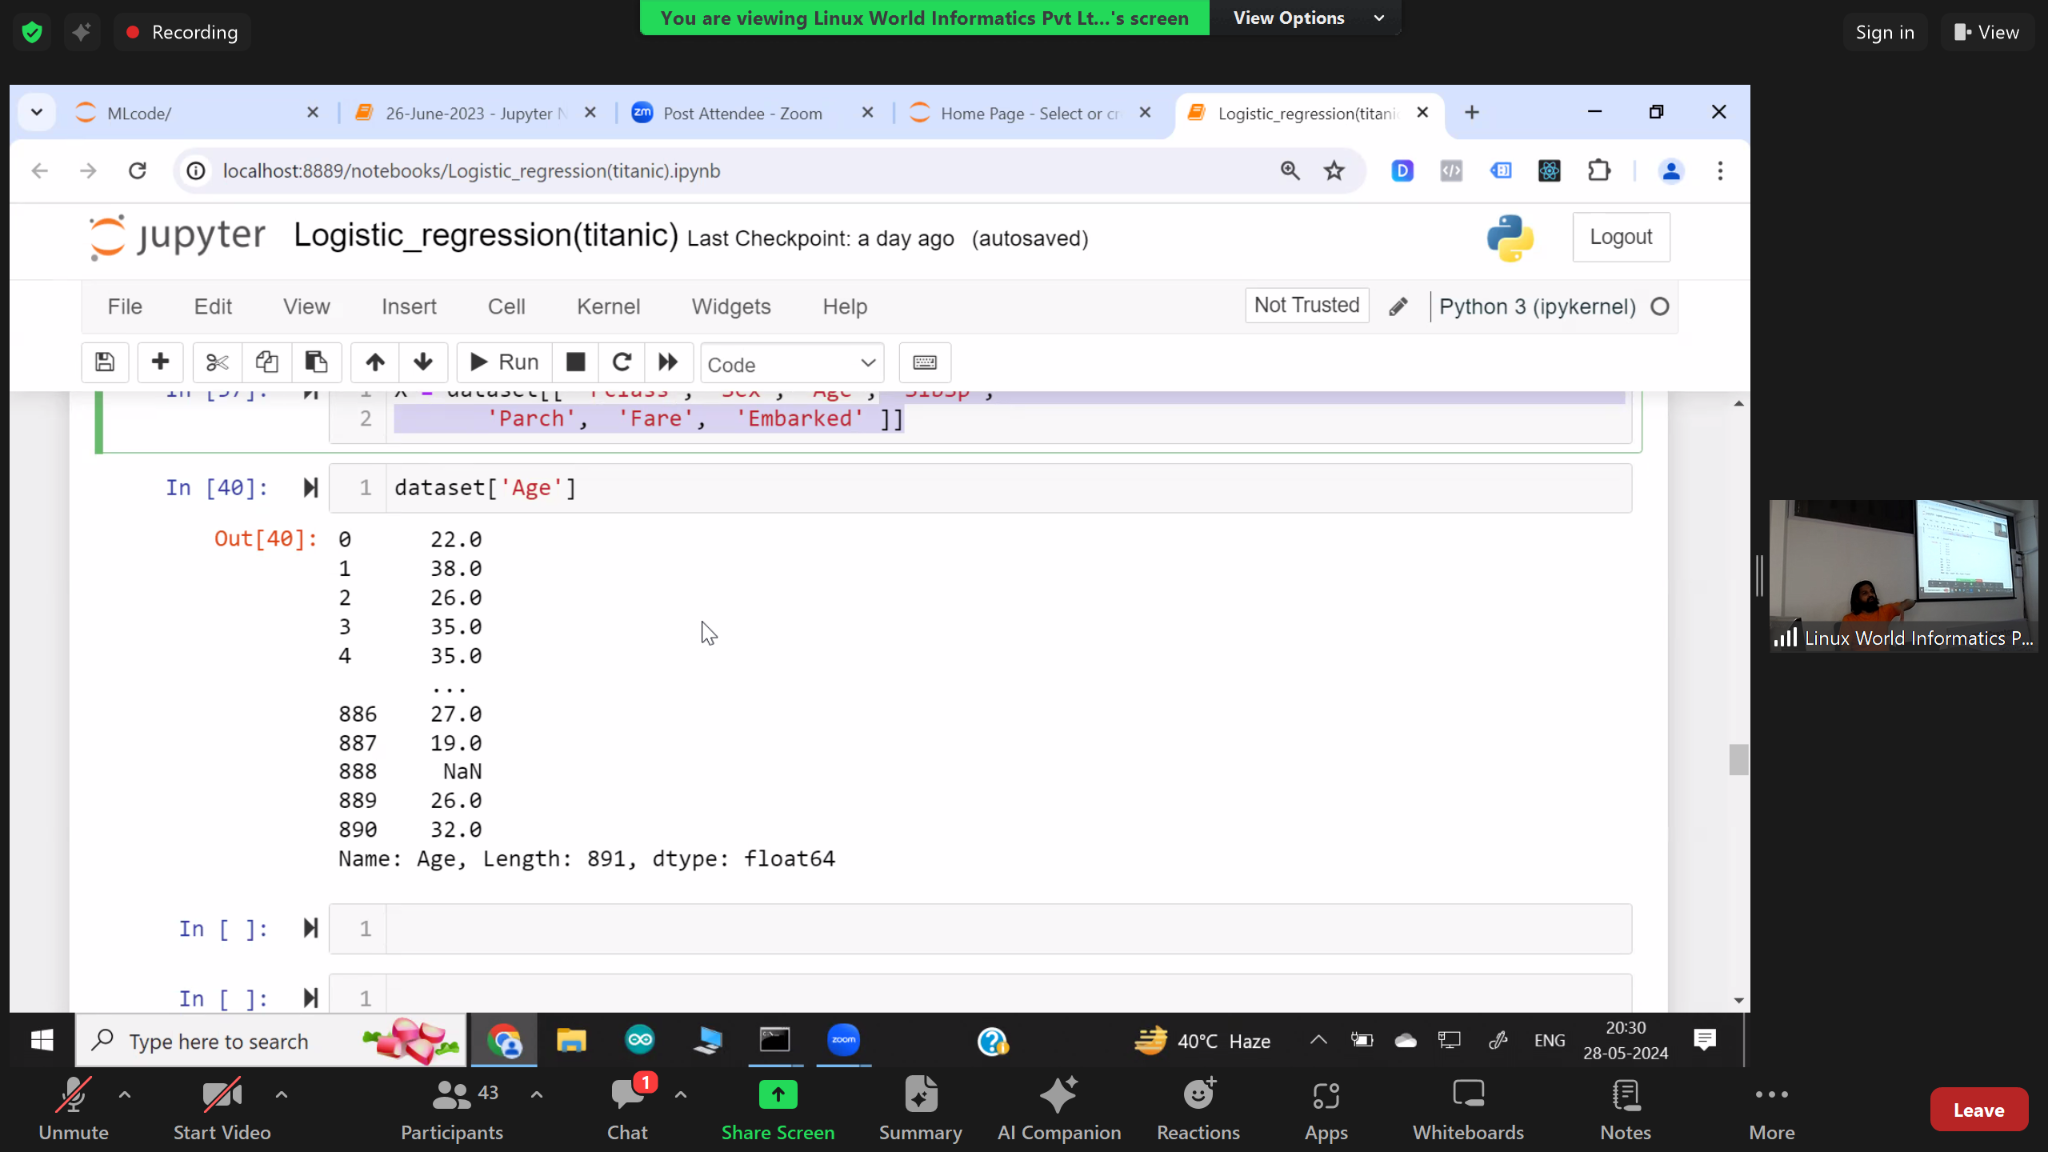 You are viewing Linux World Informatics Pvt Lt...'s screen
View Options
Recording
Sign in
View
MLcode/
26-June-2023 - Jupyter N
Post Attendee - Zoom
Home Page - Select or cr
Logistic_regression(titani
localhost:8889/notebooks/Logistic_regression(titanic).ipynb
jupyter
Logistic_regression(titanic) Last Checkpoint: a day ago (autosaved)
Logout
File Edit View Insert Cell Kernel Widgets Help
Not Trusted
Python 3 (ipykernel)
Run
Code
1 X = dataset[[ 'Pclass', 'Sex', 'Age', 'SibSp',
2 'Parch', 'Fare', 'Embarked' ]]
In [40]: 1 dataset['Age']
Out[40]: 0 22.0
1 38.0
2 26.0
3 35.0
4 35.0
...
886 27.0
887 19.0
888 NaN
889 26.0
890 32.0
Name: Age, Length: 891, dtype: float64
In [ ]: 1
In [ ]: 1
Linux World Informatics P...
Type here to search
zoom
40°C Haze
ENG
20:30
28-05-2024
Unmute
Start Video
43
Participants
1
Chat
Share Screen
Summary
AI Companion
Reactions
Apps
Whiteboards
Notes
More
Leave